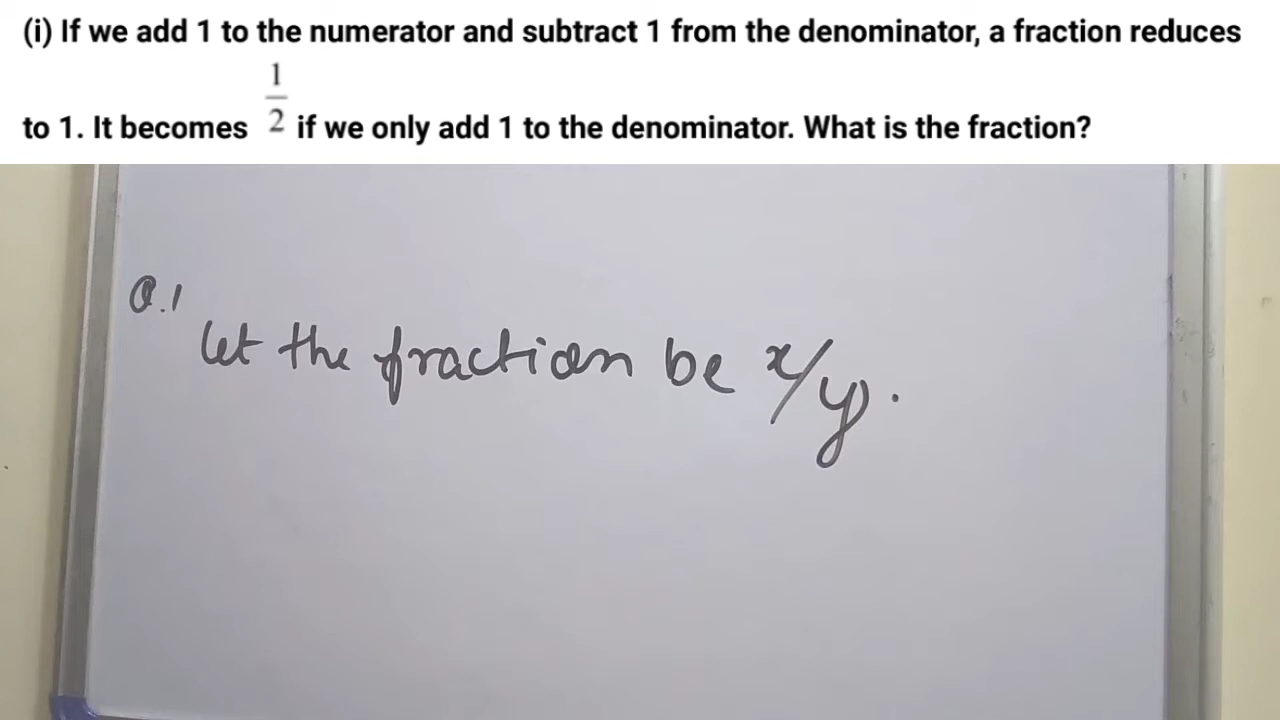 (i) If we add 1 to the numerator and subtract 1 from the denominator, a fraction reduces
to 1. It becomes 1/2 if we only add 1 to the denominator. What is the fraction?
Q.1
let the fraction be x/y.